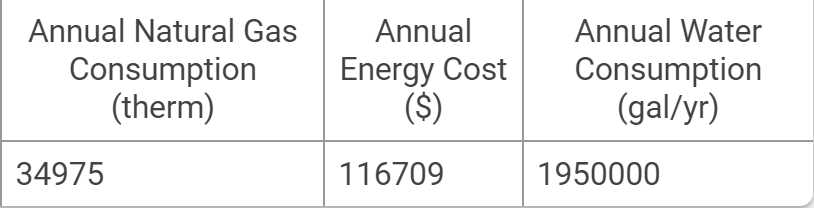 Annual Natural Gas
Consumption
(therm)
Annual
Energy Cost
($)
Annual Water
Consumption
(gal/yr)
34975
116709
1950000